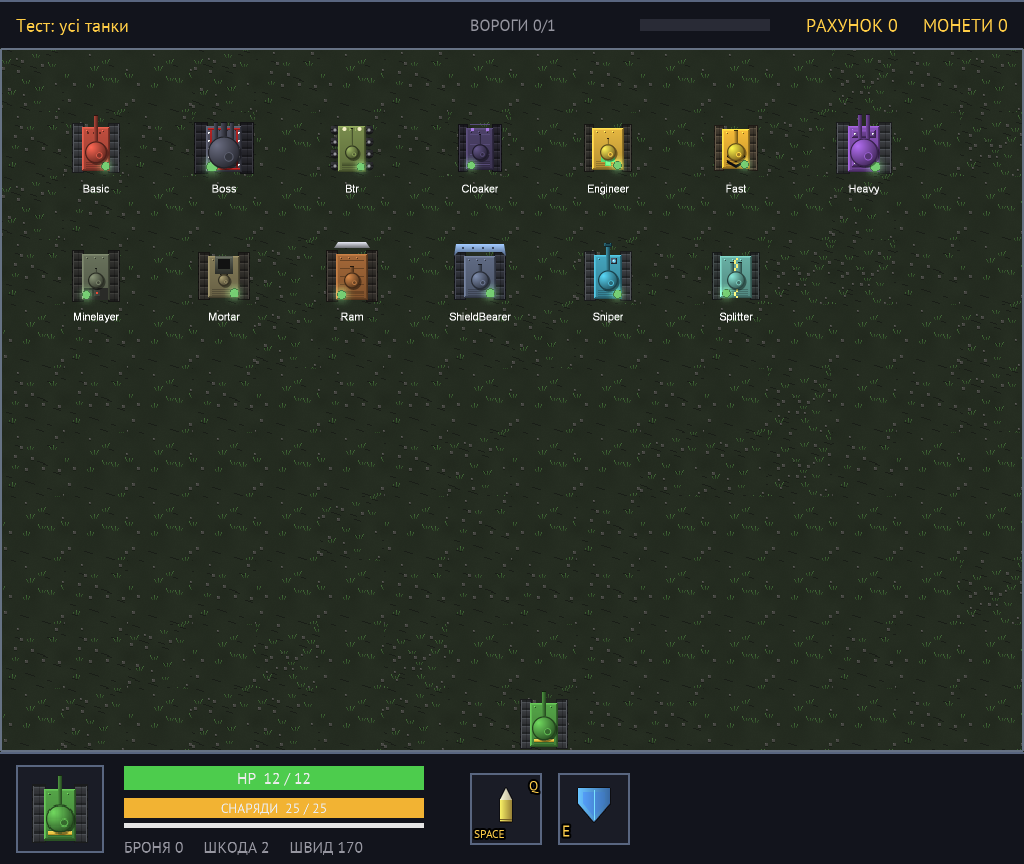 Тест: усі танки ВОРОГИ 0/1 РАХУНОК 0 МОНЕТИ 0
Basic Boss Btr Cloaker Engineer Fast Heavy
Minelayer Mortar Ram ShieldBearer Sniper Splitter
HP 12 / 12
СНАРЯДИ 25 / 25
БРОНЯ 0 ШКОДА 2 ШВИД 170
Q
SPACE
E